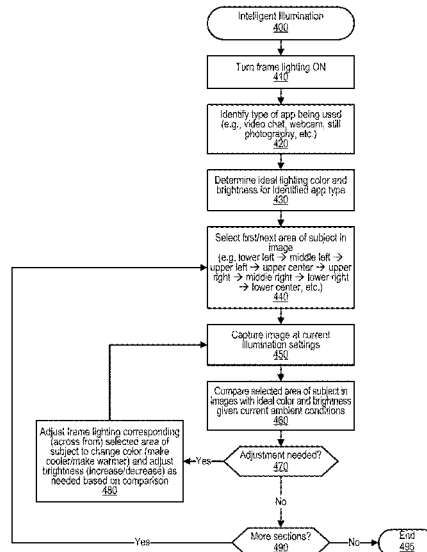 Intelligent Illumination
400
Turn frame lighting ON
410
Identify type of app being used
(e.g., video chat, webcam, still
photography, etc.)
420
Determine ideal lighting color and
brightness for identified app type
430
Select first/next area of subject in
image
(e.g. lower left → middle left →
upper left → upper center → upper
right → middle right → lower right
→ lower center, etc.)
440
Capture image at current
illumination settings
450
Compare selected area of subject in
images with ideal color and brightness
given current ambient conditions
460
Adjustment needed?
470
Yes
Adjust frame lighting corresponding
(across from) selected area of
subject to change color (make
cooler/make warmer) and adjust
brightness (increase/decrease) as
needed based on comparison
480
No
More sections?
490
Yes
No
End
495